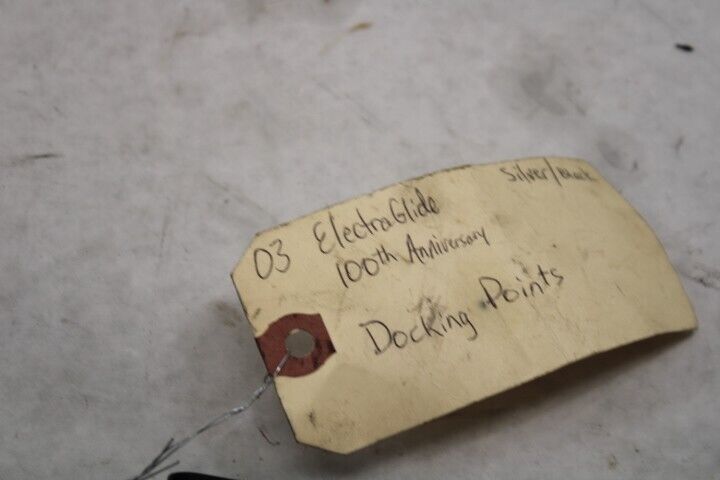 03 ElectraGlide Silver/Black
100th Anniversary
Docking Points